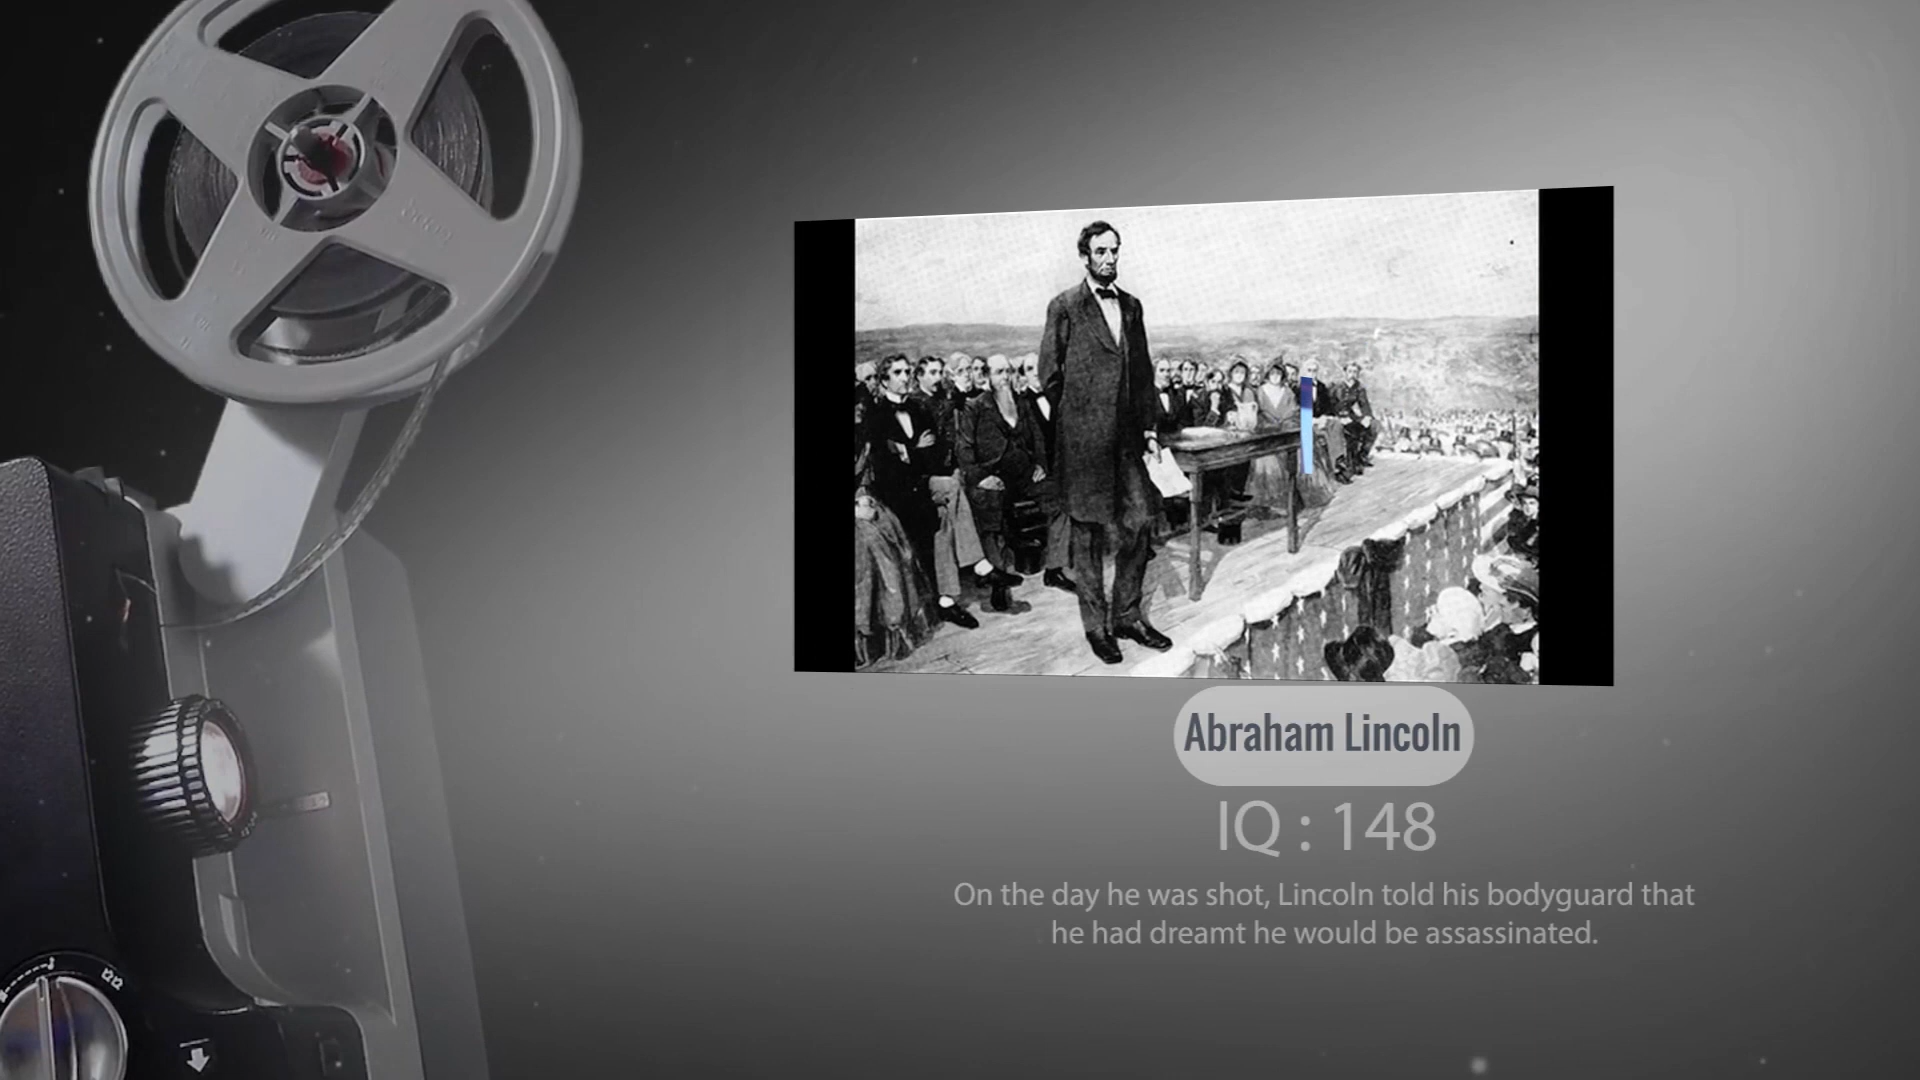 Abraham Lincoln
IQ : 148
On the day he was shot, Lincoln told his bodyguard that
he had dreamt he would be assassinated.